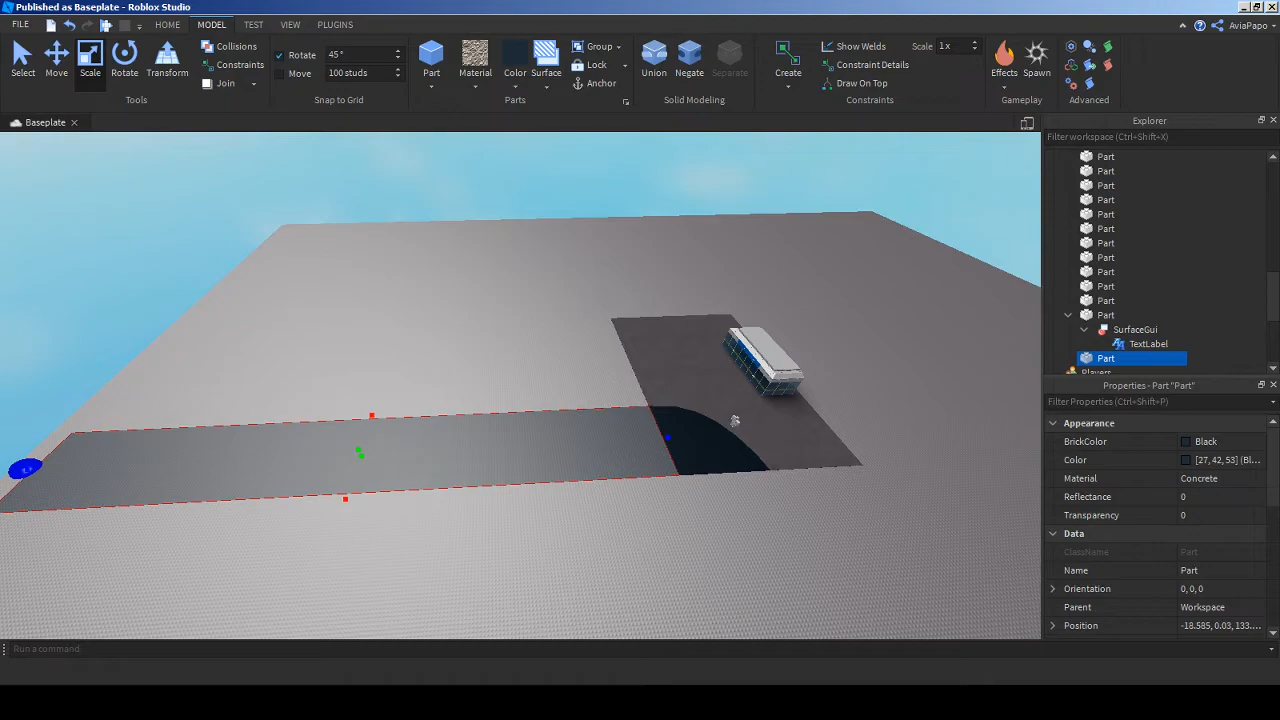 Published as Baseplate - Roblox Studio
FILE HOME MODEL TEST VIEW PLUGINS AviaPapo
Select Move Scale Rotate Transform
Collisions
Constraints
Join
Tools
Rotate 45°
Move 100 studs
Snap to Grid
Part Material Color Surface
Group
Lock
Anchor
Parts
Union Negate Separate
Solid Modeling
Create
Show Welds Scale 1x
Constraint Details
Draw On Top
Constraints
Effects Spawn
Gameplay
Advanced
Baseplate
Explorer
Filter workspace (Ctrl+Shift+X)
Part
Part
Part
Part
Part
Part
Part
Part
Part
Part
Part
Part
SurfaceGui
TextLabel
Part
Players
Properties - Part "Part"
Filter Properties (Ctrl+Shift+P)
Appearance
BrickColor Black
Color [27, 42, 53] (Bl...
Material Concrete
Reflectance 0
Transparency 0
Data
ClassName Part
Name Part
Orientation 0, 0, 0
Parent Workspace
Position -18.585, 0.03, 133....
Run a command